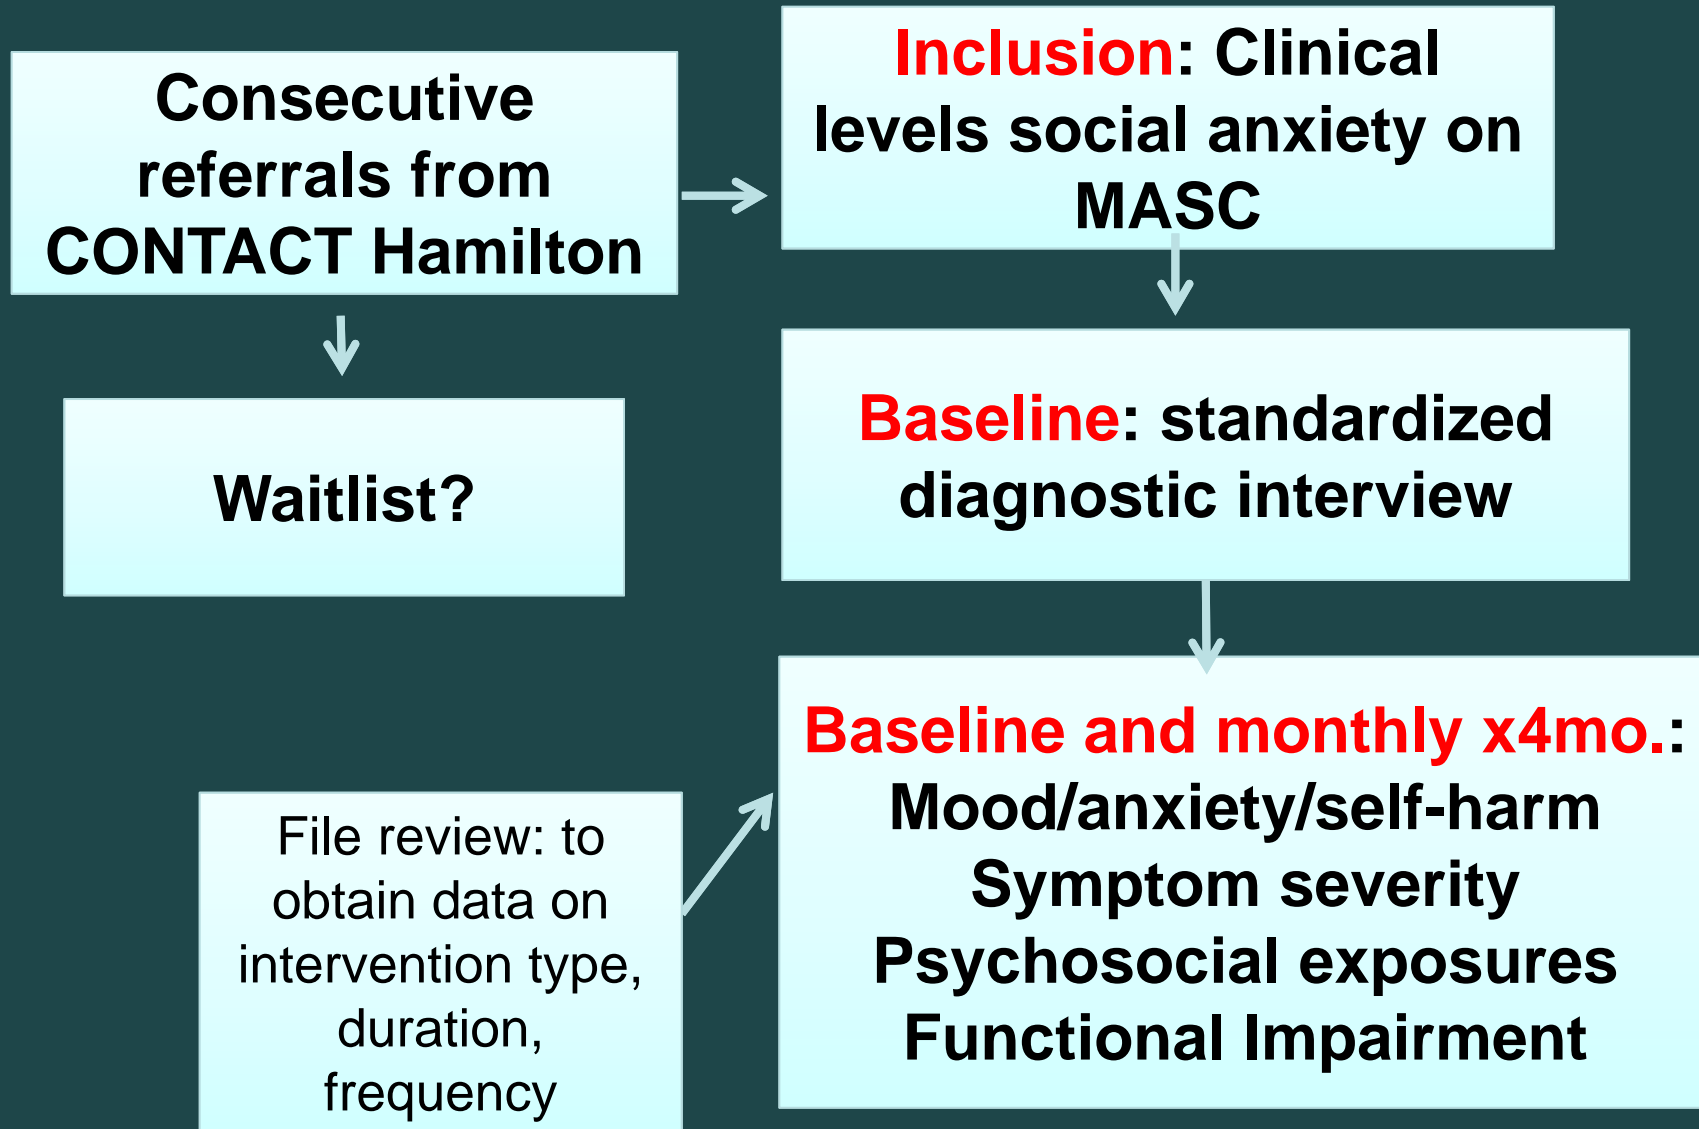 Consecutive
referrals from
CONTACT Hamilton
Inclusion: Clinical
levels social anxiety on
MASC
Waitlist?
Baseline: standardized
diagnostic interview
File review: to
obtain data on
intervention type,
duration,
frequency
Baseline and monthly x4mo.:
Mood/anxiety/self-harm
Symptom severity
Psychosocial exposures
Functional Impairment